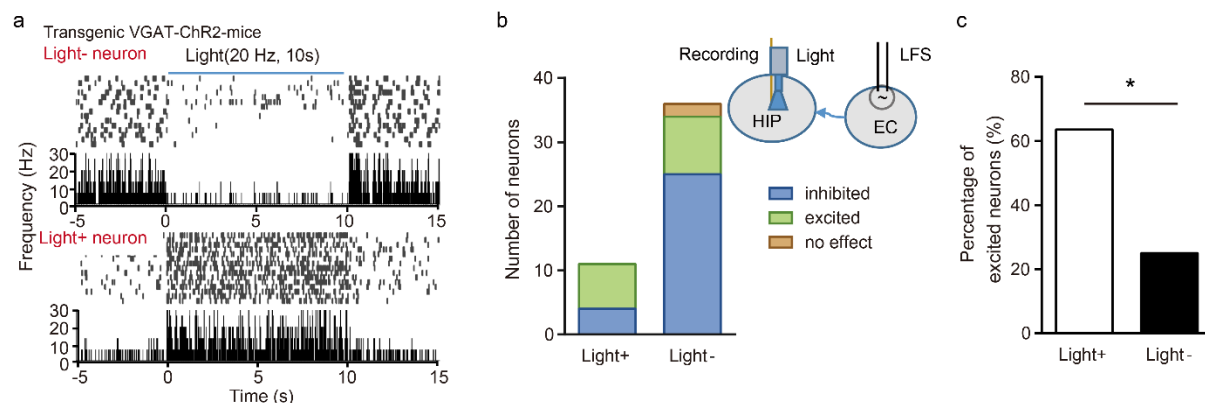 a
Transgenic VGAT-ChR2-mice
Light- neuron
Light(20 Hz, 10s)
30
20
10
0
-5 0 5 10 15
Light+ neuron
30
20
10
0
-5 0 5 10 15
Frequency (Hz)
Time (s)
b
Number of neurons
40
30
20
10
0
Light+ Light-
Recording Light LFS
HIP
~
EC
inhibited
excited
no effect
c
Percentage of
excited neurons (%)
80
60
40
20
0
*
Light+ Light-